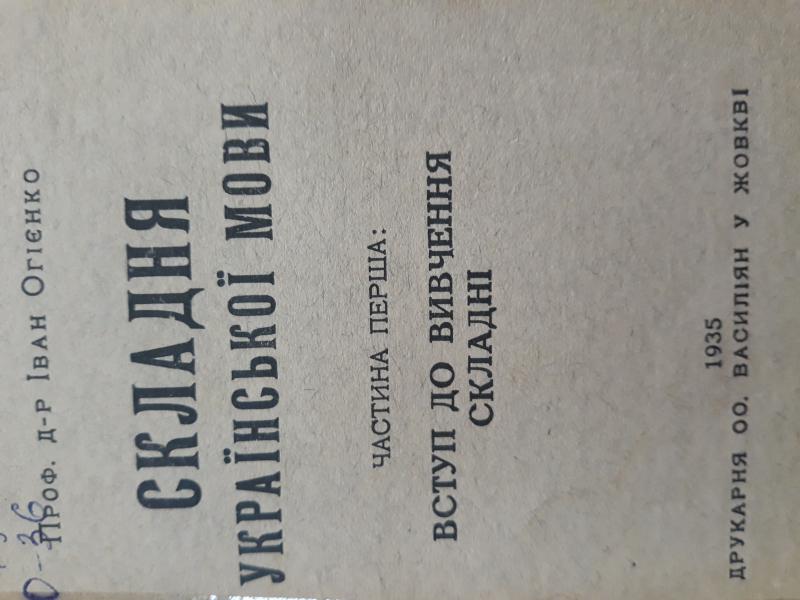 Проф. д-р Іван Огієнко
СКЛАДНЯ
УКРАЇНСЬКОЇ МОВИ
ЧАСТИНА ПЕРША:
ВСТУП ДО ВИВЧЕННЯ
СКЛАДНІ
1935
ДРУКАРНЯ ОО. ВАСИЛІЯН У ЖОВКВІ